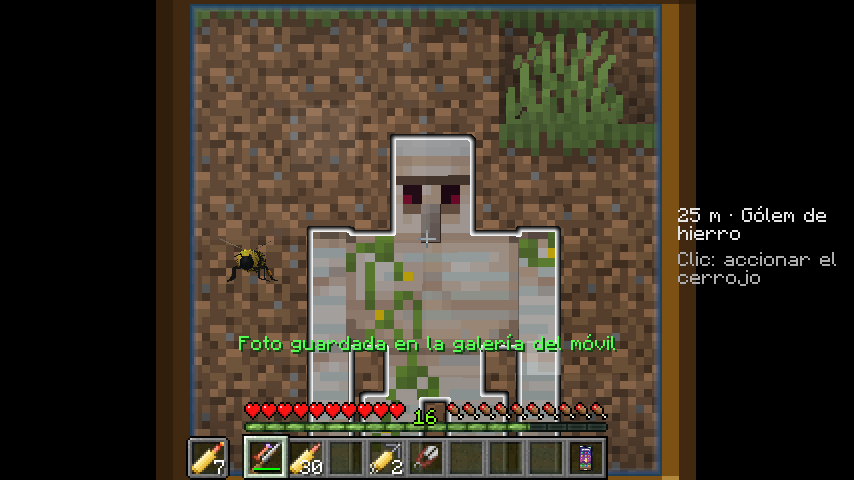 25 m · Gólem de
hierro
Clic: accionar el
cerrojo
Foto guardada en la galería del móvil
16
7
30
2